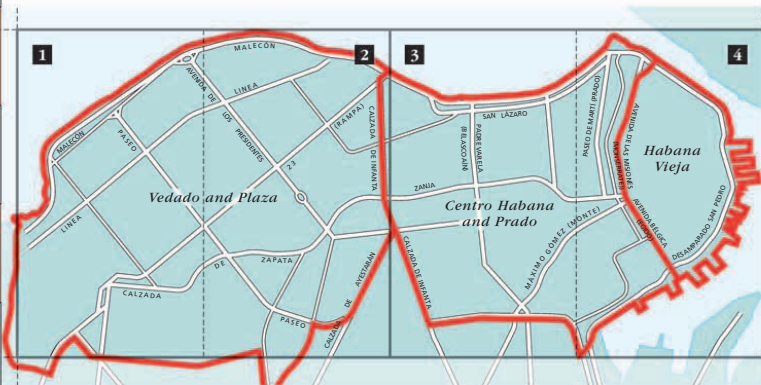 1
2
3
4
MALECÓN
MALECÓN
LINEA
AVENIDA DE
LOS
PRESIDENTES
PASEO
23
(RAMPA)
CALZADA DE INFANTA
Vedado and Plaza
LINEA
ZANJA
CALZADA
DE
ZAPATA
PASEO
CALZADA DE AYESTARÁN
SAN LÁZARO
PADRE VARELA
(BELASCOAÍN)
PASEO DE MARTÍ (PRADO)
AVENIDA DE LAS MISIONES
(MONSERRATE)
Habana
Vieja
Centro Habana
and Prado
CALZADA DE INFANTA
MAXIMO GÓMEZ (MONTE)
AVENIDA BÉLGICA
(EGIDO)
DESAMPARADO SAN PEDRO